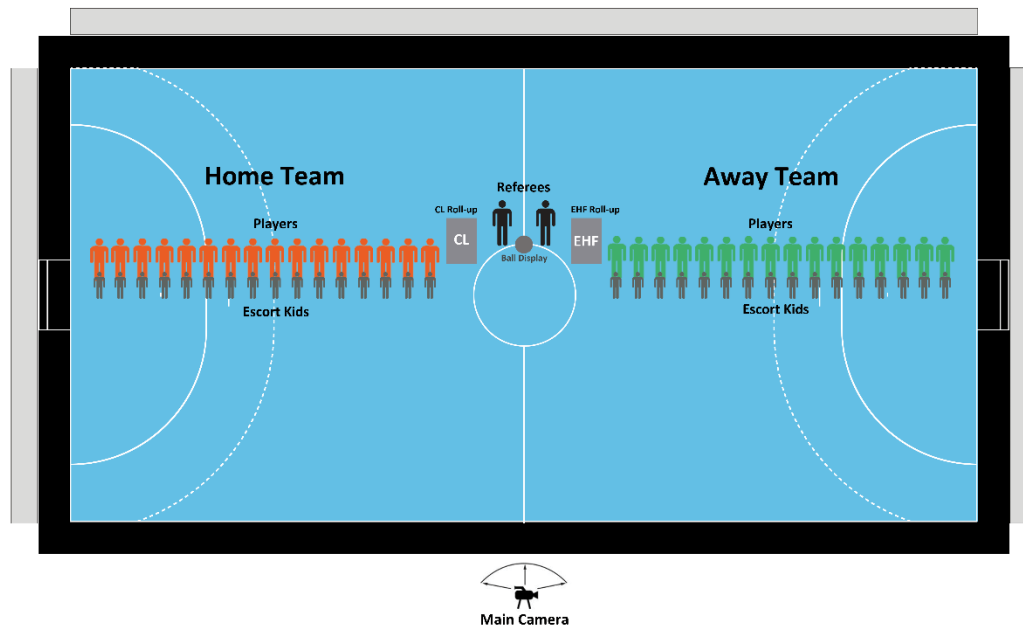 Home Team
Away Team
Referees
CL Roll-up
EHF Roll-up
Players
Players
CL
EHF
Ball Display
Escort Kids
Escort Kids
Main Camera